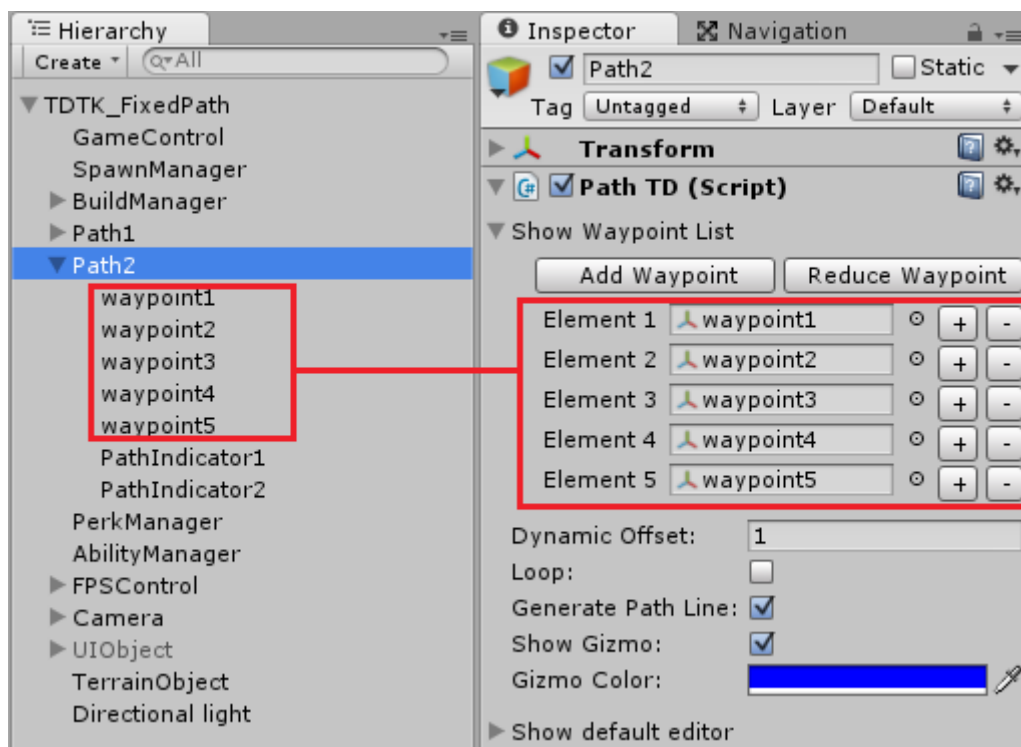 Hierarchy
Create All
TDTK_FixedPath
GameControl
SpawnManager
BuildManager
Path1
Path2
waypoint1
waypoint2
waypoint3
waypoint4
waypoint5
PathIndicator1
PathIndicator2
PerkManager
AbilityManager
FPSControl
Camera
UIObject
TerrainObject
Directional light
Inspector Navigation
Path2 Static
Tag Untagged Layer Default
Transform
Path TD (Script)
Show Waypoint List
Add Waypoint Reduce Waypoint
Element 1 waypoint1 + -
Element 2 waypoint2 + -
Element 3 waypoint3 + -
Element 4 waypoint4 + -
Element 5 waypoint5 + -
Dynamic Offset: 1
Loop:
Generate Path Line:
Show Gizmo:
Gizmo Color:
Show default editor